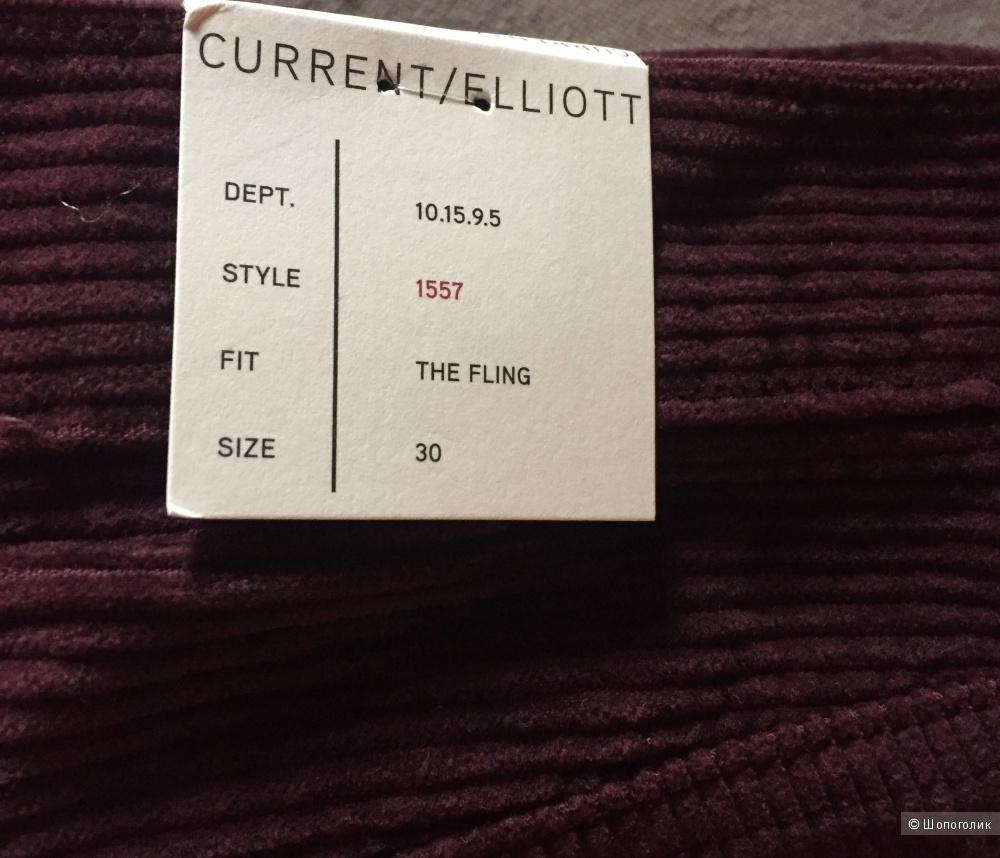 CURRENT/ELLIOTT
DEPT. 10.15.9.5
STYLE 1557
FIT THE FLING
SIZE 30
© Шопоголик